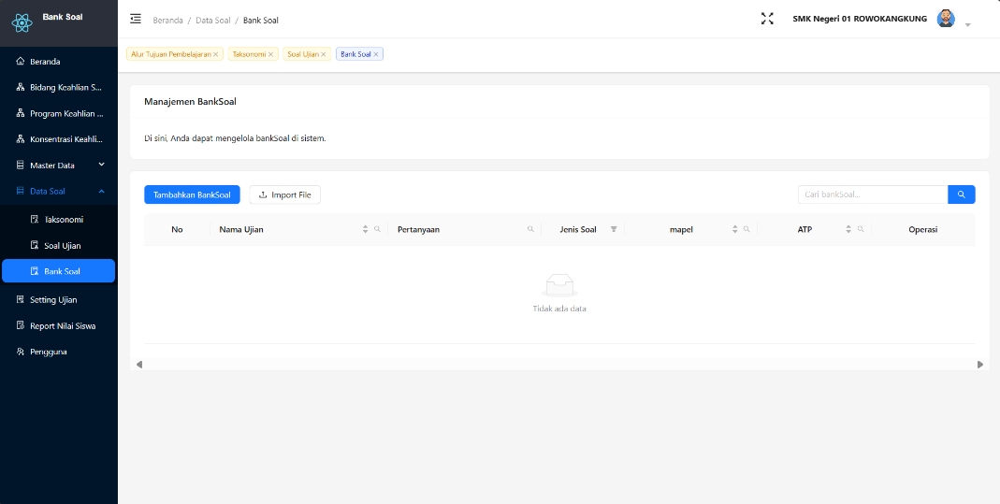 Bank Soal
Beranda / Data Soal / Bank Soal
SMK Negeri 01 ROWOKANGKUNG
Alur Tujuan Pembelajaran
Taksonomi
Soal Ujian
Bank Soal
Beranda
Bidang Keahlian S...
Program Keahlian ...
Konsentrasi Keahli...
Master Data
Data Soal
Taksonomi
Soal Ujian
Bank Soal
Setting Ujian
Report Nilai Siswa
Pengguna
Manajemen BankSoal
Di sini, Anda dapat mengelola bankSoal di sistem.
Tambahkan BankSoal
Import File
Cari bankSoal...
No Nama Ujian Pertanyaan Jenis Soal mapel ATP Operasi
Tidak ada data